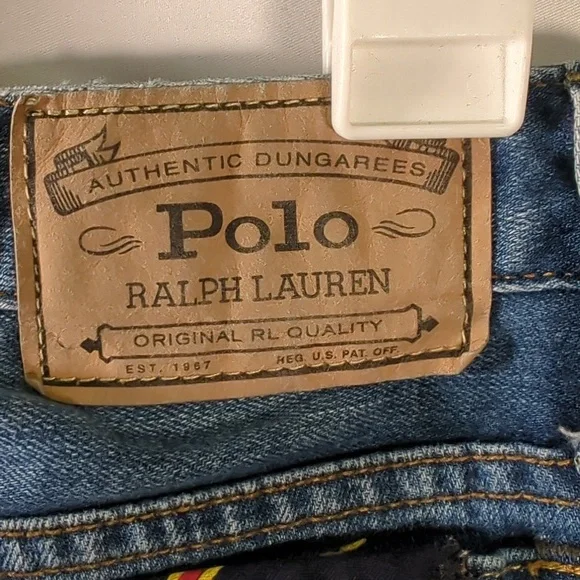 AUTHENTIC DUNGAREES
Polo
RALPH LAUREN
ORIGINAL RL QUALITY
EST. 1967 REG. U.S. PAT. OFF